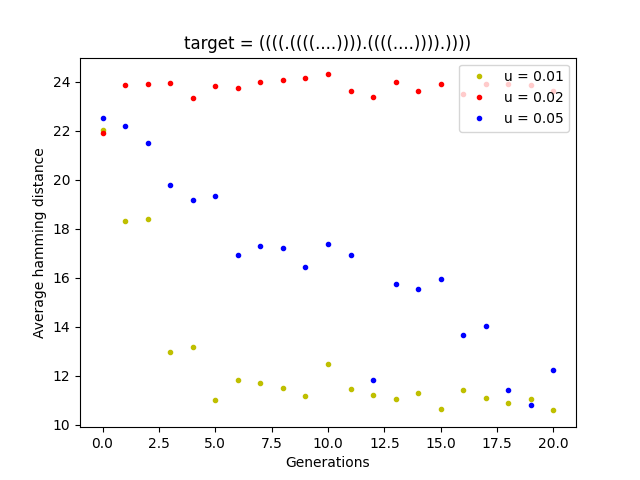 target = ((((.((((....)))).((((....)))).))))
u = 0.01
u = 0.02
u = 0.05
Average hamming distance
24
22
20
18
16
14
12
10
0.0 2.5 5.0 7.5 10.0 12.5 15.0 17.5 20.0
Generations